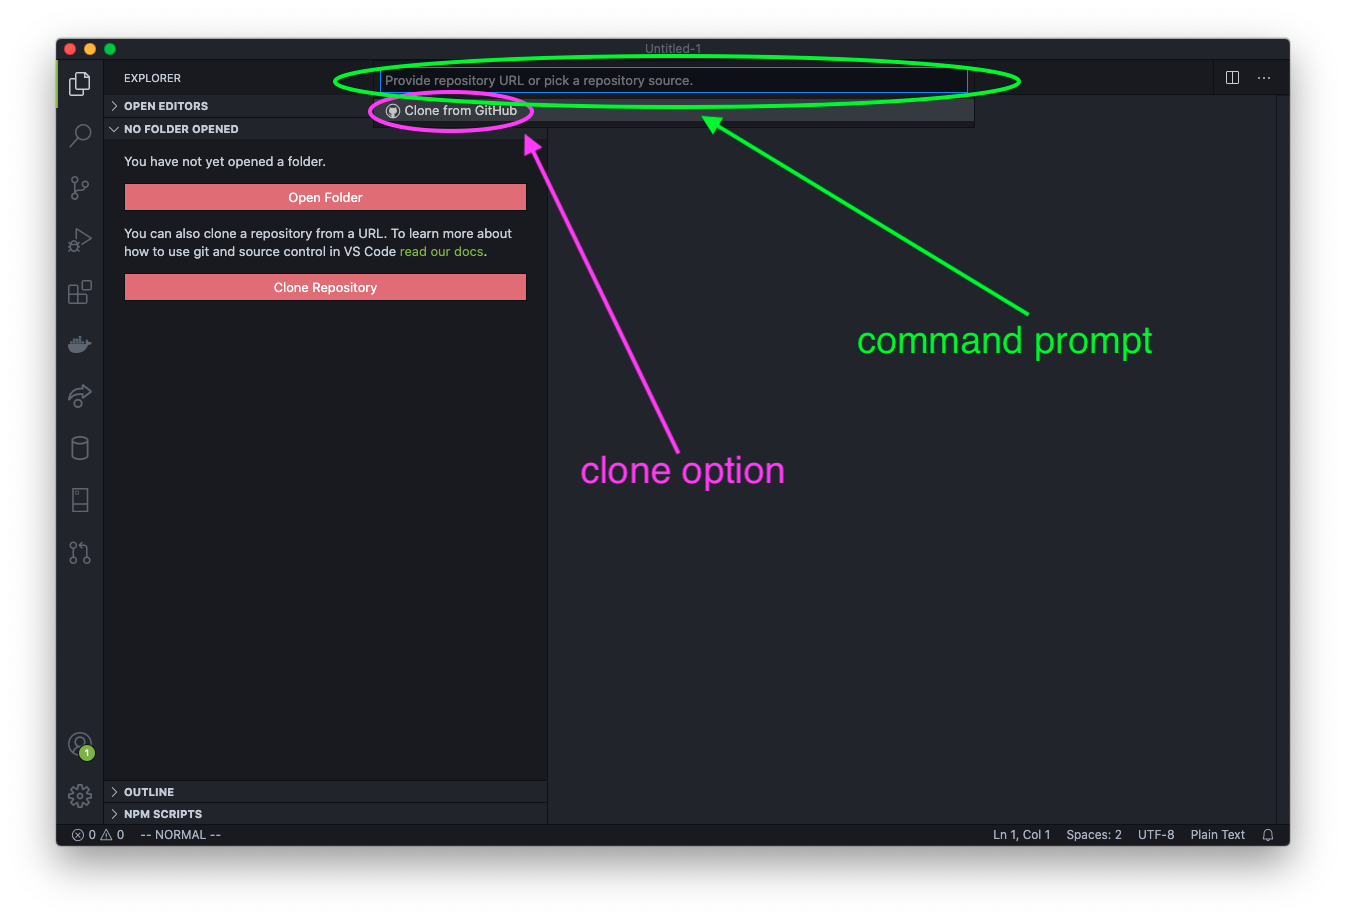 Untitled-1
EXPLORER
Provide repository URL or pick a repository source.
Clone from GitHub
OPEN EDITORS
NO FOLDER OPENED
You have not yet opened a folder.
Open Folder
You can also clone a repository from a URL. To learn more about
how to use git and source control in VS Code read our docs.
Clone Repository
command prompt
clone option
1
OUTLINE
NPM SCRIPTS
0 0 -- NORMAL -- Ln 1, Col 1 Spaces: 2 UTF-8 Plain Text